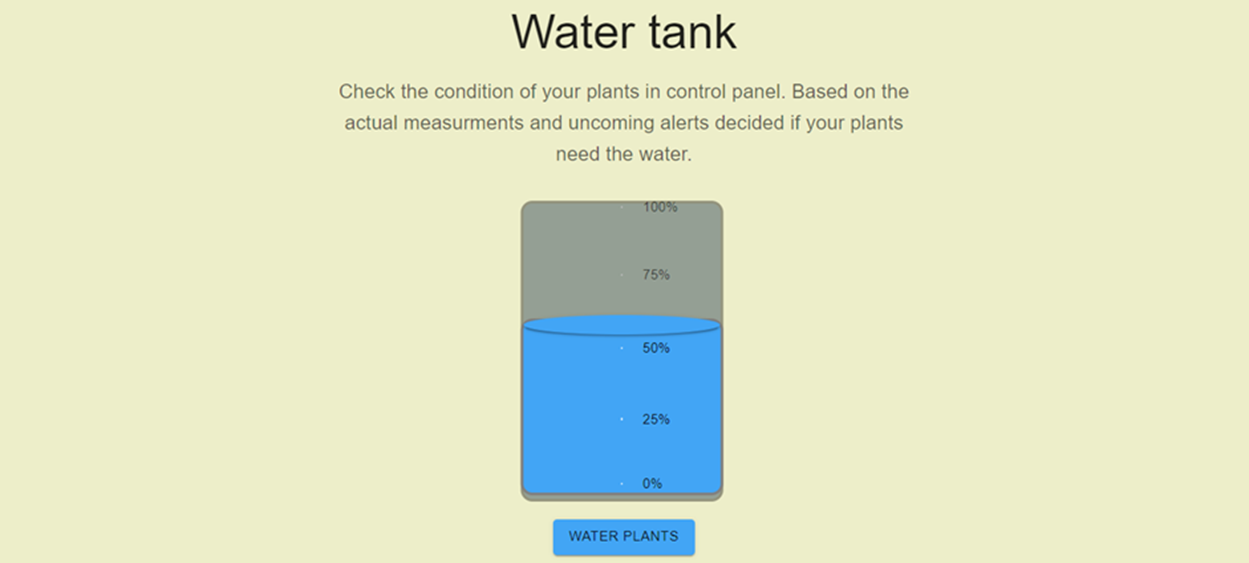 Water tank
Check the condition of your plants in control panel. Based on the
actual measurments and uncoming alerts decided if your plants
need the water.
100%
75%
50%
25%
0%
WATER PLANTS